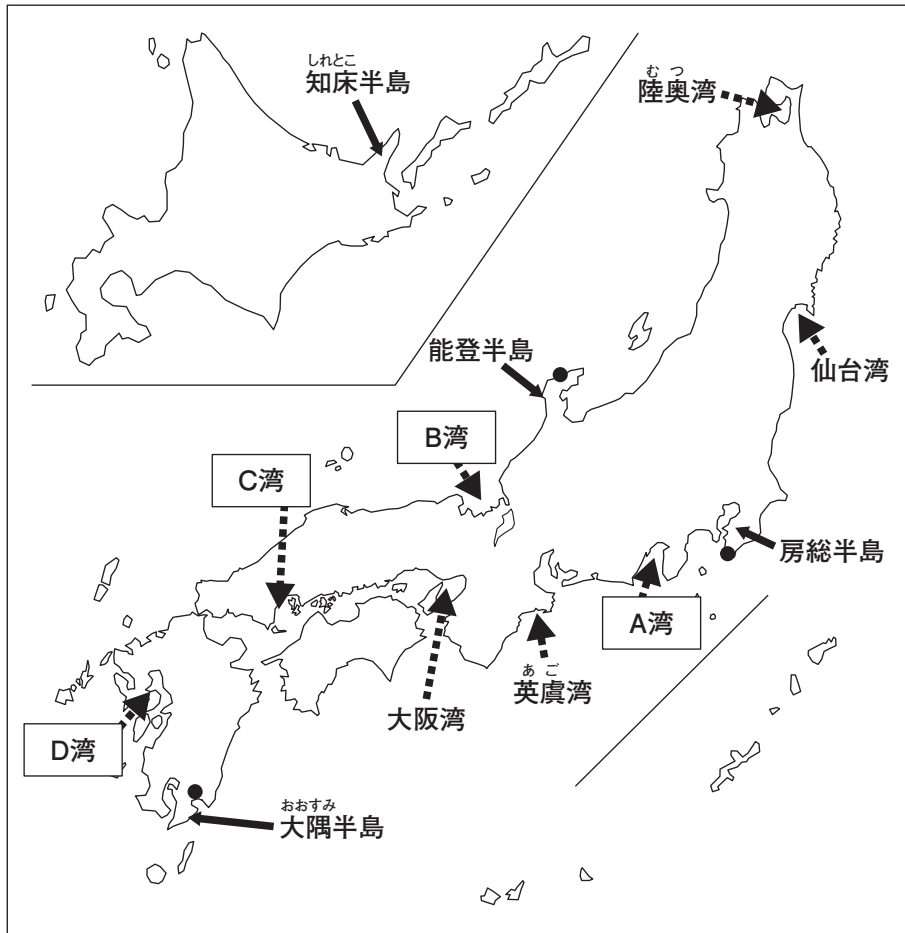 しれとこ
知床半島
むつ
陸奥湾
仙台湾
能登半島
B湾
C湾
房総半島
A湾
あご
英虞湾
大阪湾
D湾
おおすみ
大隅半島